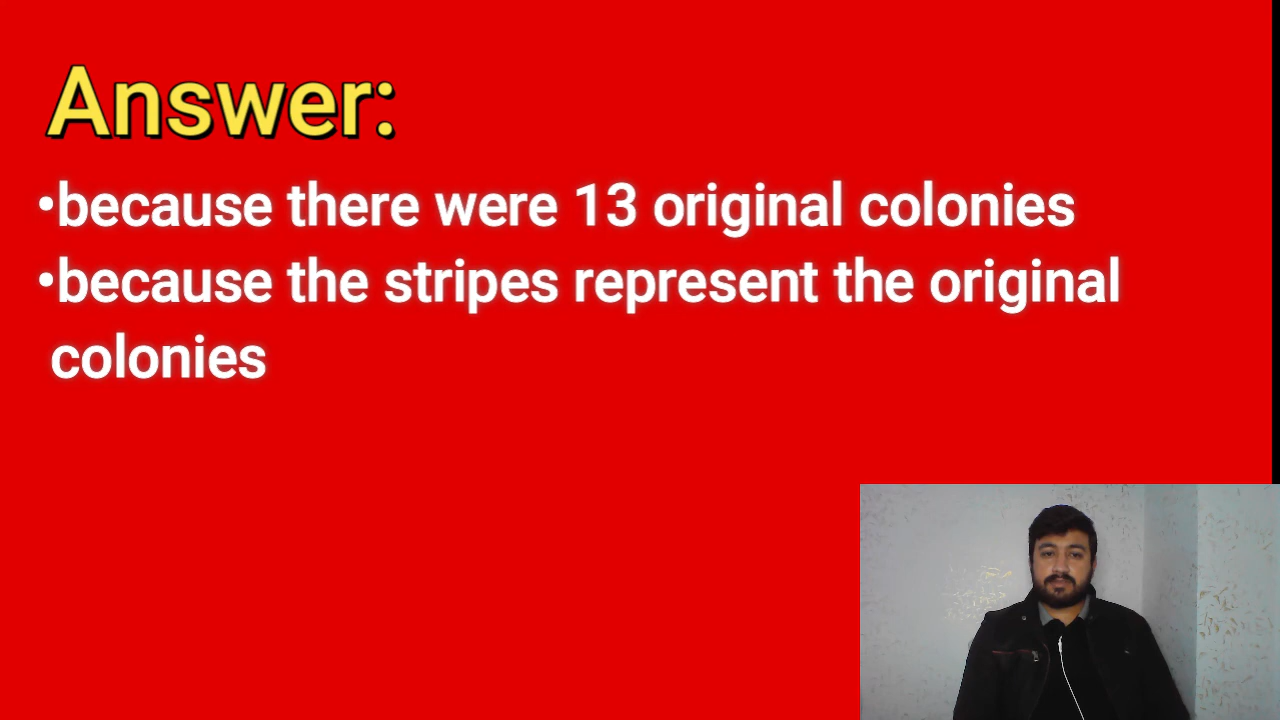 Answer:
•because there were 13 original colonies
•because the stripes represent the original
colonies